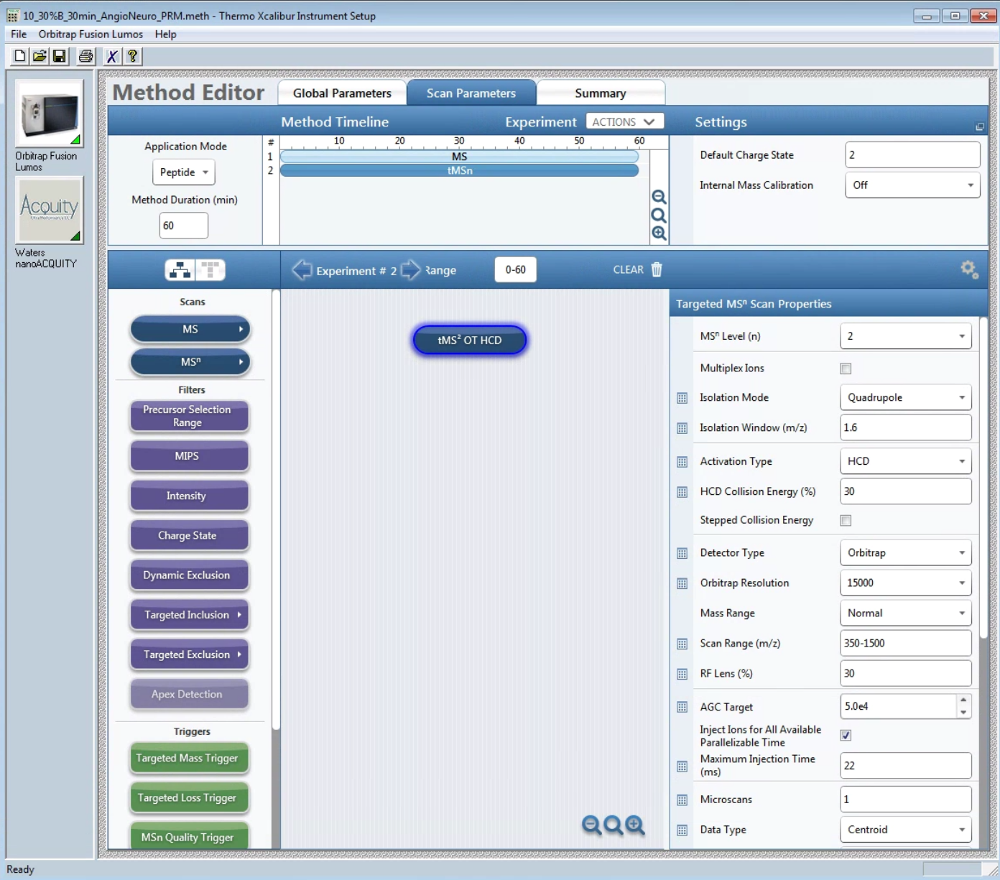 10_30%B_30min_AngioNeuro_PRM.meth - Thermo Xcalibur Instrument Setup
File Orbitrap Fusion Lumos Help
Orbitrap Fusion
Lumos
Acquity
Waters
nanoACQUITY
Method Editor
Global Parameters
Scan Parameters
Summary
Method Timeline
Experiment
ACTIONS
Settings
Application Mode
Peptide
Method Duration (min)
60
#
10 20 30 40 50 60
1 MS
2 tMSn
Default Charge State
2
Internal Mass Calibration
Off
Experiment # 2
Range
0-60
CLEAR
Scans
MS
MSⁿ
Filters
Precursor Selection
Range
MIPS
Intensity
Charge State
Dynamic Exclusion
Targeted Inclusion
Targeted Exclusion
Apex Detection
Triggers
Targeted Mass Trigger
Targeted Loss Trigger
MSn Quality Trigger
tMS² OT HCD
Targeted MSⁿ Scan Properties
MSⁿ Level (n)
2
Multiplex Ions
Isolation Mode
Quadrupole
Isolation Window (m/z)
1.6
Activation Type
HCD
HCD Collision Energy (%)
30
Stepped Collision Energy
Detector Type
Orbitrap
Orbitrap Resolution
15000
Mass Range
Normal
Scan Range (m/z)
350-1500
RF Lens (%)
30
AGC Target
5.0e4
Inject Ions for All Available
Parallelizable Time
Maximum Injection Time
(ms)
22
Microscans
1
Data Type
Centroid
Ready